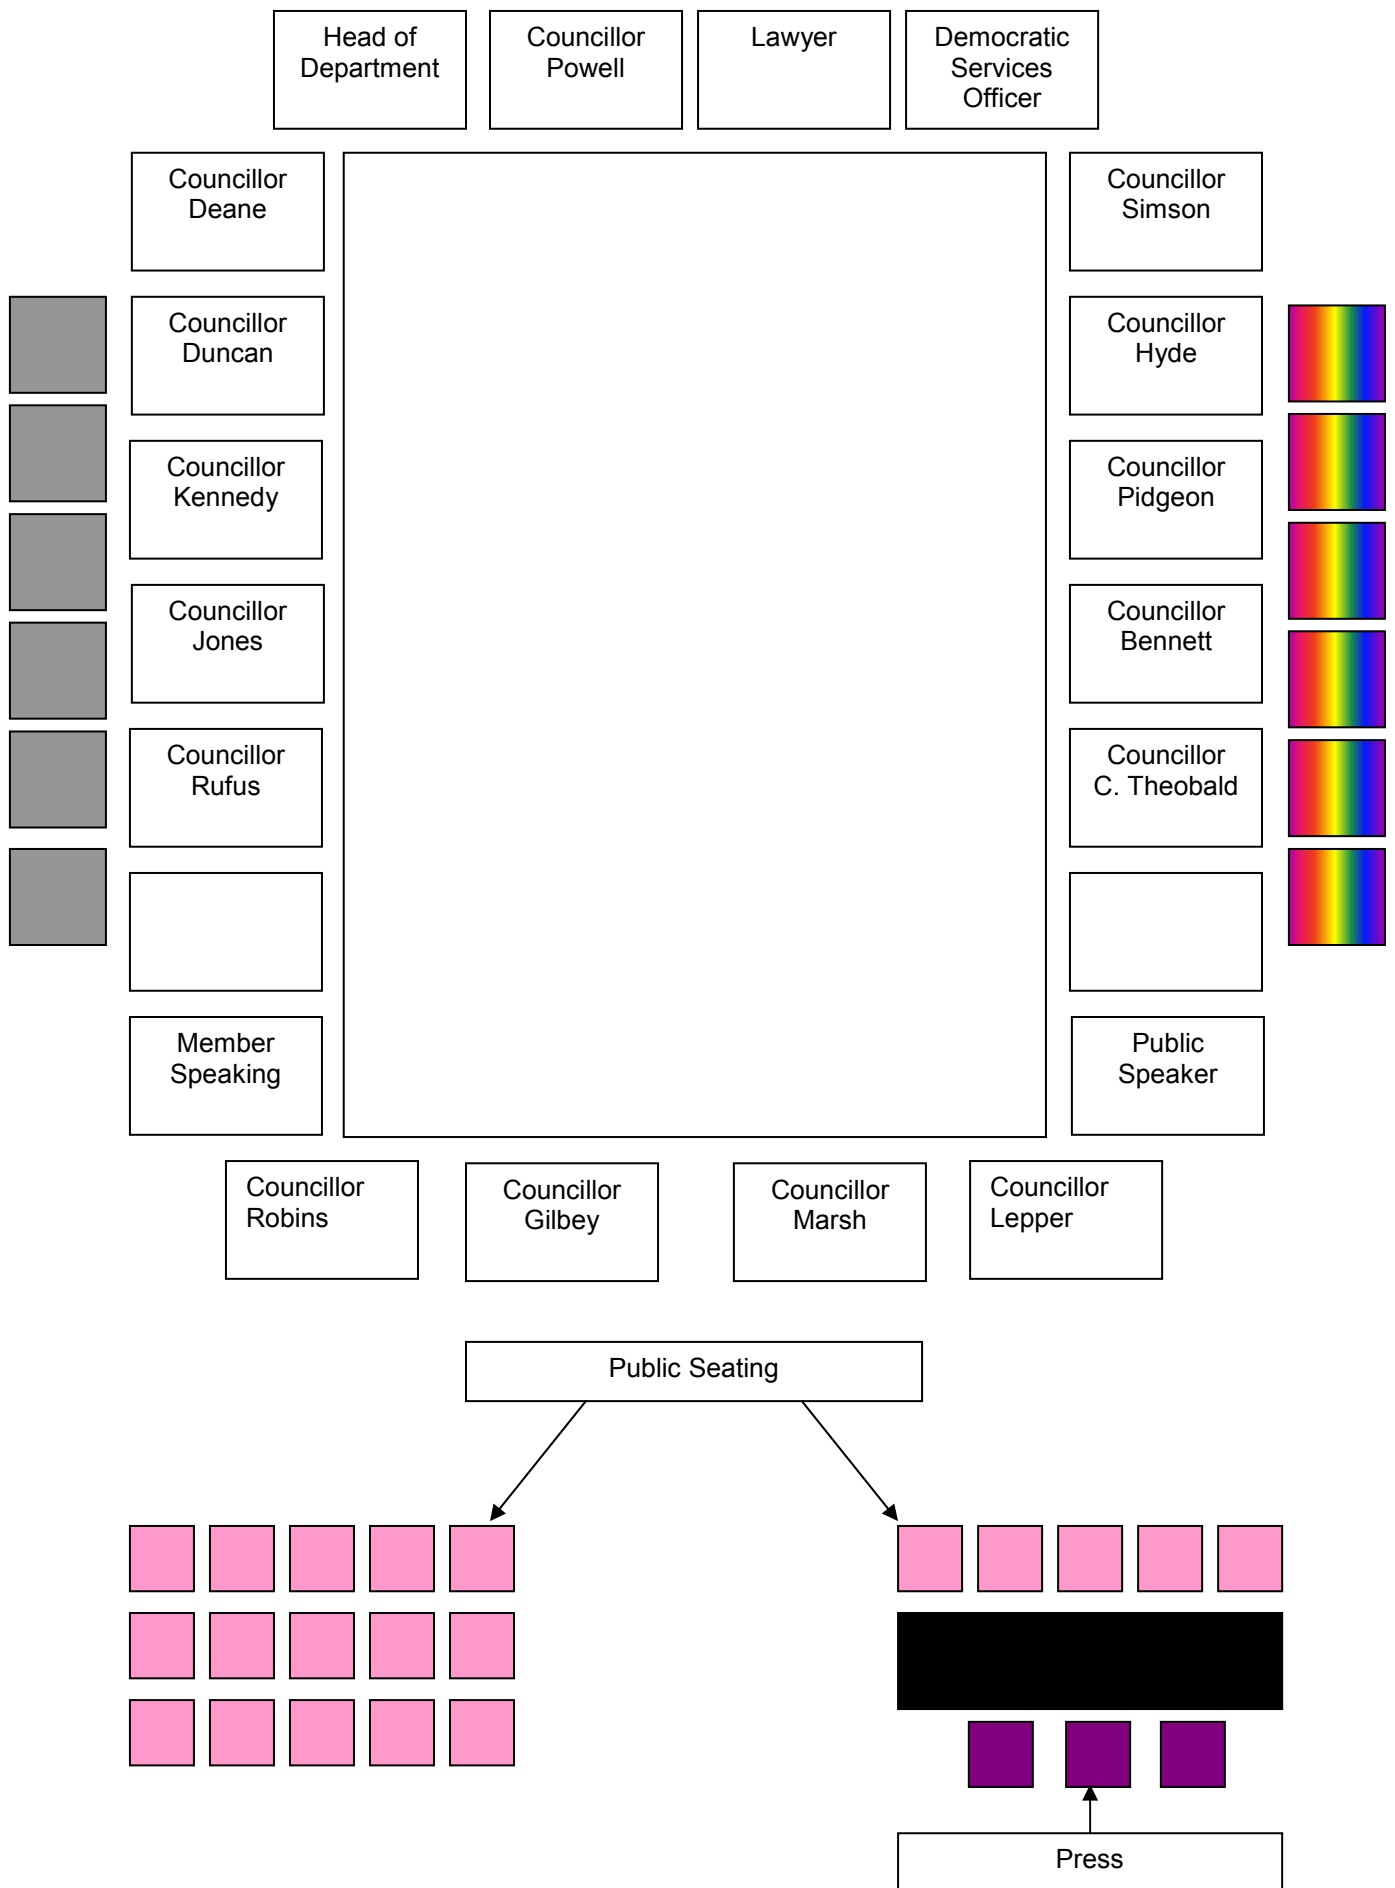 Head of
Department
Councillor
Powell
Lawyer
Democratic
Services
Officer
Councillor
Deane
Councillor
Simson
Councillor
Duncan
Councillor
Hyde
Councillor
Kennedy
Councillor
Pidgeon
Councillor
Jones
Councillor
Bennett
Councillor
Rufus
Councillor
C. Theobald
Member
Speaking
Public
Speaker
Councillor
Robins
Councillor
Gilbey
Councillor
Marsh
Councillor
Lepper
Public Seating
Press